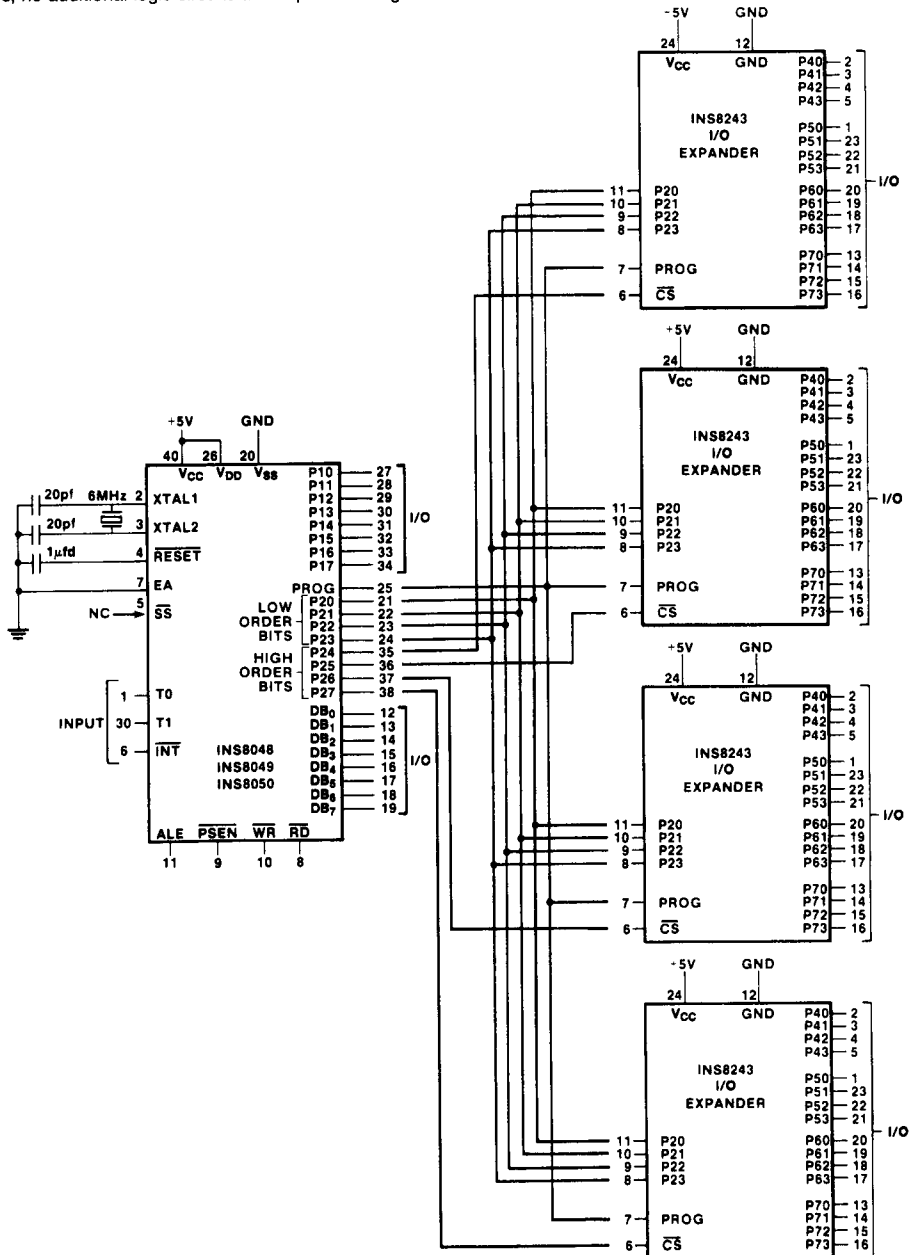 -5V GND
24 12
VCC GND
INS8243
I/O
EXPANDER
11 P20
10 P21
9 P22
8 P23
7 PROG
6 CS
P40 2
P41 3
P42 4
P43 5
P50 1
P51 23
P52 22
P53 21
P60 20
P61 19
P62 18
P63 17
P70 13
P71 14
P72 15
P73 16
I/O
+5V GND
24 12
VCC GND
INS8243
I/O
EXPANDER
11 P20
10 P21
9 P22
8 P23
7 PROG
6 CS
P40 2
P41 3
P42 4
P43 5
P50 1
P51 23
P52 22
P53 21
P60 20
P61 19
P62 18
P63 17
P70 13
P71 14
P72 15
P73 16
I/O
+5V GND
40 26 20
VCC VDD VSS
20pf 6MHz 2 XTAL1
20pf 3 XTAL2
1µfd 4 RESET
7 EA
NC 5 SS
INPUT
1 T0
30 T1
6 INT
P10 27
P11 28
P12 29
P13 30
P14 31
P15 32
P16 33
P17 34
I/O
PROG 25
LOW
ORDER
BITS
P20 21
P21 22
P22 23
P23 24
HIGH
ORDER
BITS
P24 35
P25 36
P26 37
P27 38
DB0 12
DB1 13
DB2 14
DB3 15
DB4 16
DB5 17
DB6 18
DB7 19
I/O
INS8048
INS8049
INS8050
ALE PSEN WR RD
11 9 10 8
+5V GND
24 12
VCC GND
INS8243
I/O
EXPANDER
11 P20
10 P21
9 P22
8 P23
7 PROG
6 CS
P40 2
P41 3
P42 4
P43 5
P50 1
P51 23
P52 22
P53 21
P60 20
P61 19
P62 18
P63 17
P70 13
P71 14
P72 15
P73 16
I/O
+5V GND
24 12
VCC GND
INS8243
I/O
EXPANDER
11 P20
10 P21
9 P22
8 P23
7 PROG
6 CS
P40 2
P41 3
P42 4
P43 5
P50 1
P51 23
P52 22
P53 21
P60 20
P61 19
P62 18
P63 17
P70 13
P71 14
P72 15
P73 16
I/O